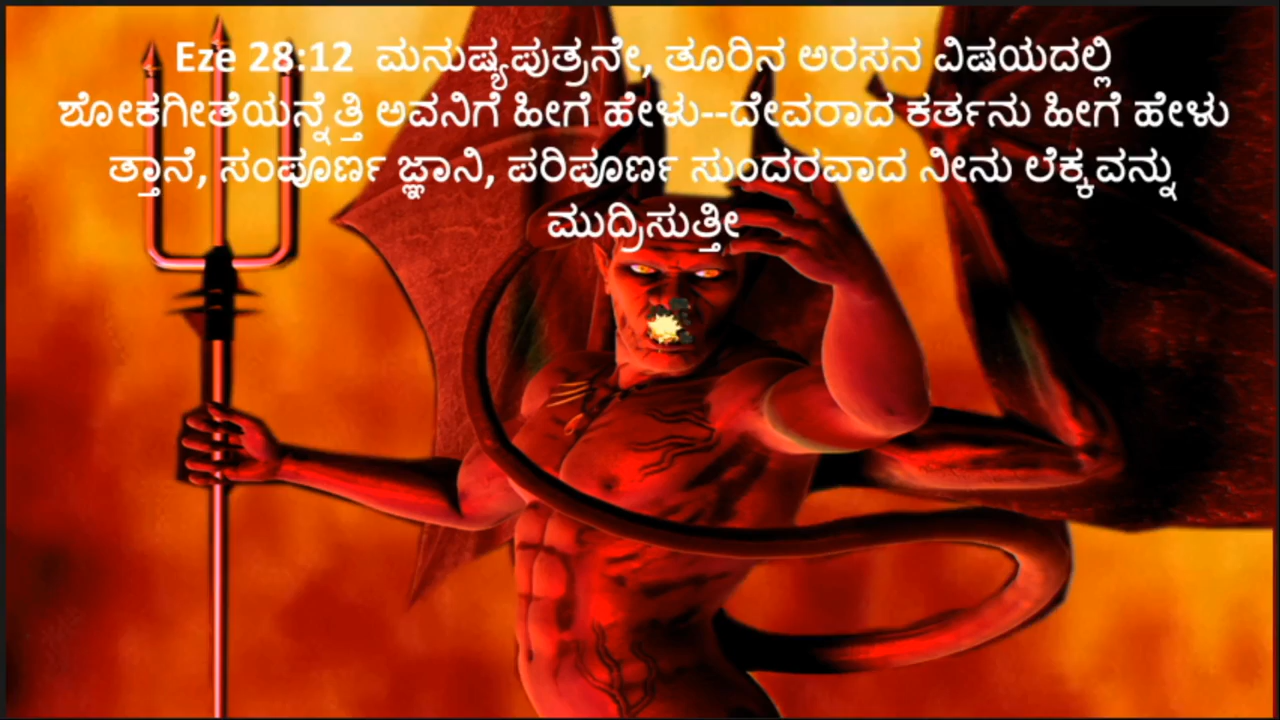 Eze 28:12 ಮನುಷ್ಯಪುತ್ರನೇ, ತೂರಿನ ಅರಸನ ವಿಷಯದಲ್ಲಿ
ಶೋಕಗೀತೆಯನ್ನೆತ್ತಿ ಅವನಿಗೆ ಹೀಗೆ ಹೇಳು--ದೇವರಾದ ಕರ್ತನು ಹೀಗೆ ಹೇಳು
ತ್ತಾನೆ, ಸಂಪೂರ್ಣ ಜ್ಞಾನಿ, ಪರಿಪೂರ್ಣ ಸುಂದರವಾದ ನೀನು ಲೆಕ್ಕವನ್ನು
ಮುದ್ರಿಸುತ್ತೀ